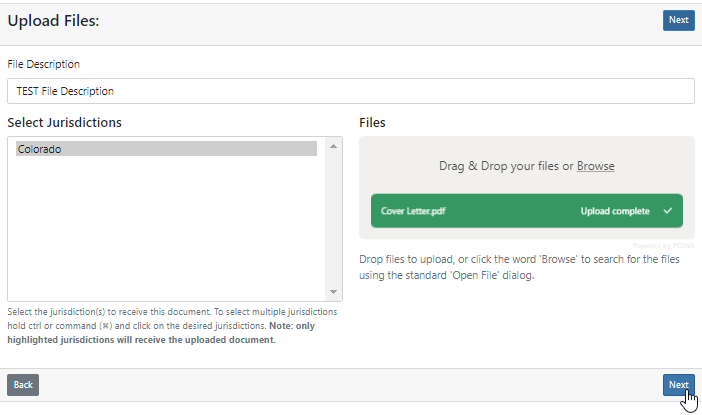 Upload Files:
Next
File Description
TEST File Description
Select Jurisdictions
Colorado
Select the jurisdiction(s) to receive this document. To select multiple jurisdictions
hold ctrl or command (⌘) and click on the desired jurisdictions. Note: only
highlighted jurisdictions will receive the uploaded document.
Files
Drag & Drop your files or Browse
Cover Letter.pdf
Upload complete
Powered by PQINA
Drop files to upload, or click the word 'Browse' to search for the files
using the standard 'Open File' dialog.
Back
Next